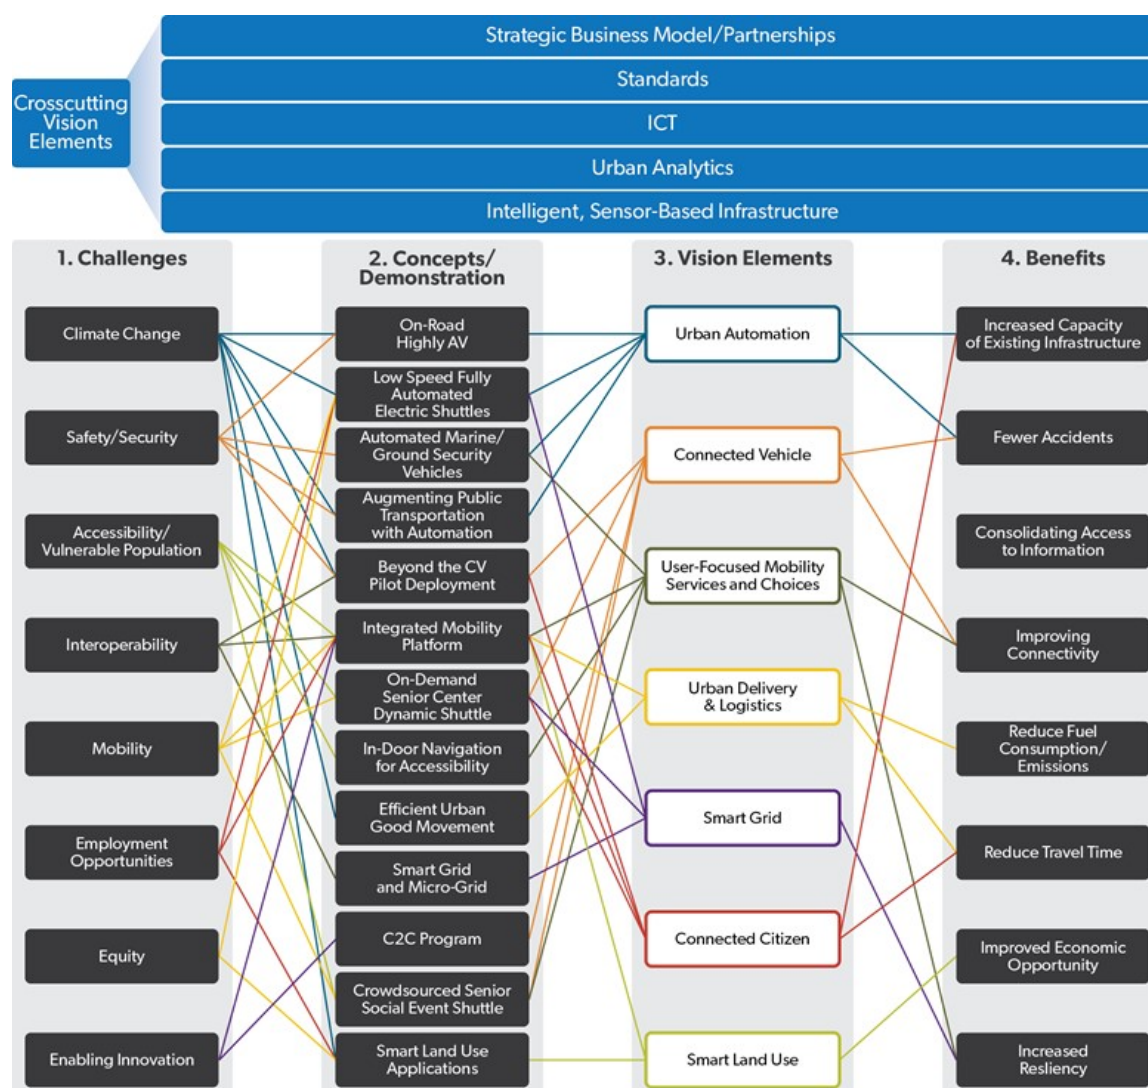 Crosscutting
Vision
Elements
Strategic Business Model/Partnerships
Standards
ICT
Urban Analytics
Intelligent, Sensor-Based Infrastructure
1. Challenges
Climate Change
Safety/Security
Accessibility/
Vulnerable Population
Interoperability
Mobility
Employment
Opportunities
Equity
Enabling Innovation
2. Concepts/
Demonstration
On-Road
Highly AV
Low Speed Fully
Automated
Electric Shuttles
Automated Marine/
Ground Security
Vehicles
Augmenting Public
Transportation
with Automation
Beyond the CV
Pilot Deployment
Integrated Mobility
Platform
On-Demand
Senior Center
Dynamic Shuttle
In-Door Navigation
for Accessibility
Efficient Urban
Good Movement
Smart Grid
and Micro-Grid
C2C Program
Crowdsourced Senior
Social Event Shuttle
Smart Land Use
Applications
3. Vision Elements
Urban Automation
Connected Vehicle
User-Focused Mobility
Services and Choices
Urban Delivery
& Logistics
Smart Grid
Connected Citizen
Smart Land Use
4. Benefits
Increased Capacity
of Existing Infrastructure
Fewer Accidents
Consolidating Access
to Information
Improving
Connectivity
Reduce Fuel
Consumption/
Emissions
Reduce Travel Time
Improved Economic
Opportunity
Increased
Resliency